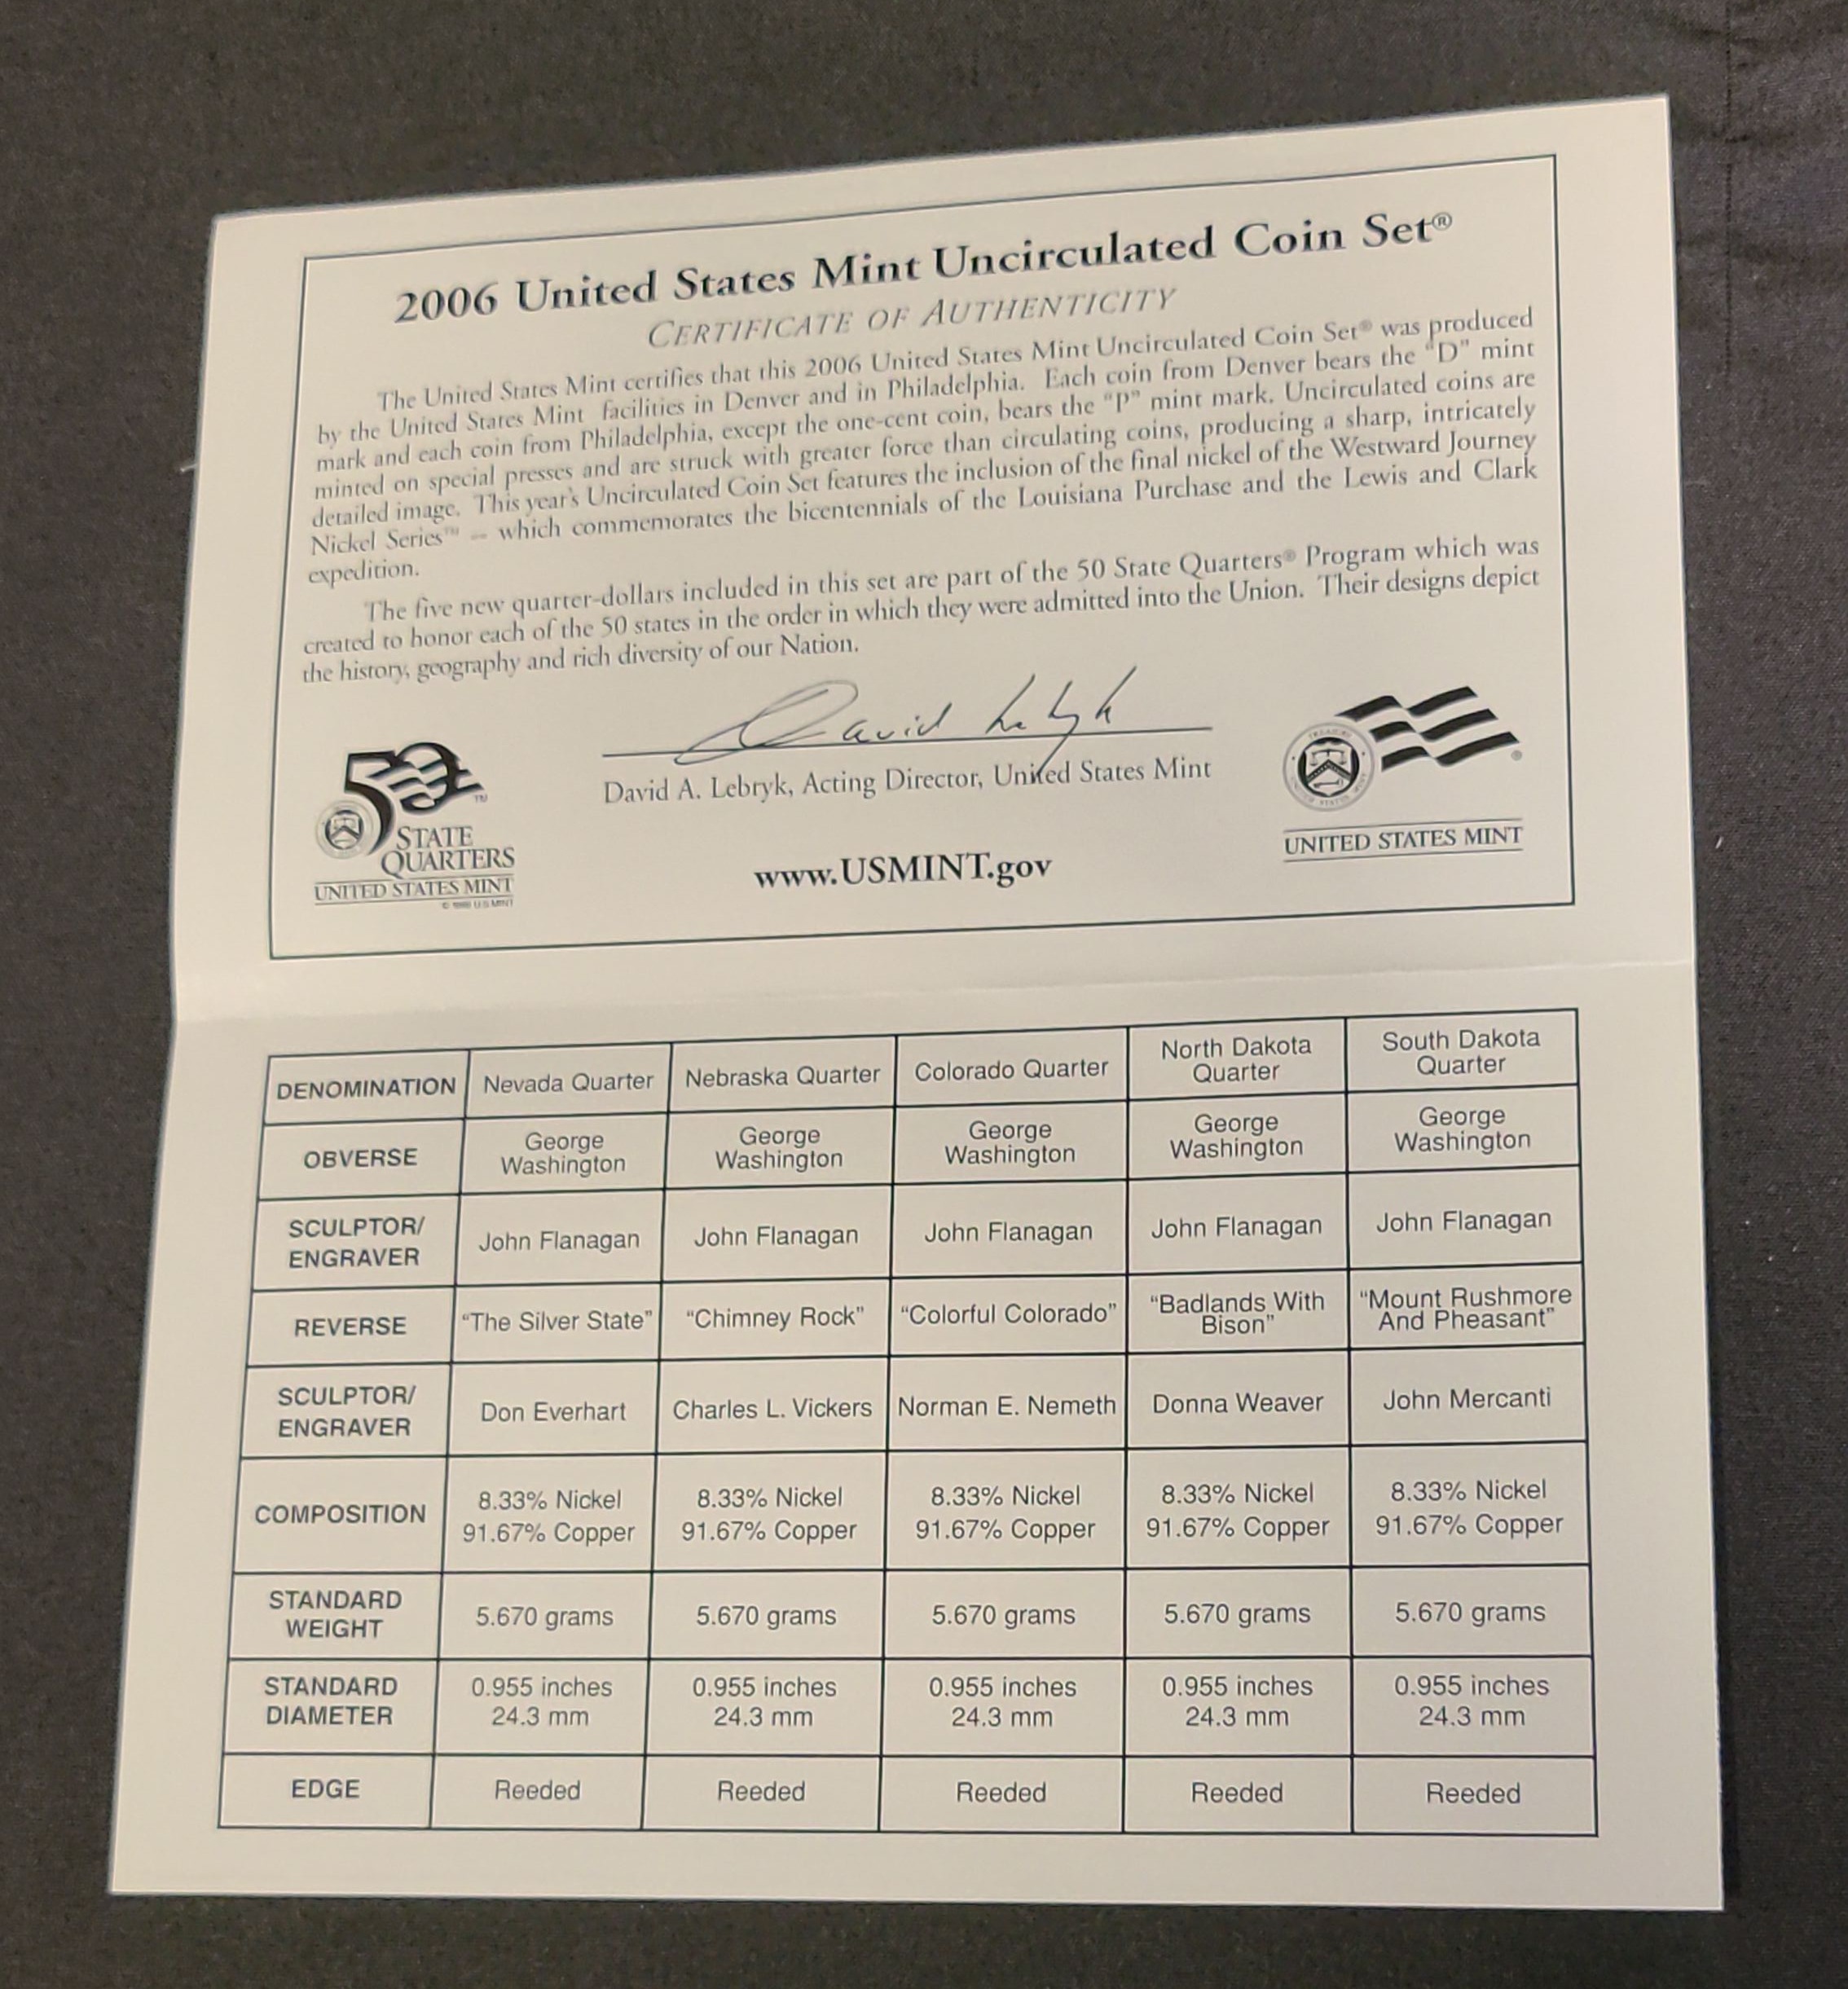 2006 United States Mint Uncirculated Coin Set®
CERTIFICATE OF AUTHENTICITY
The United States Mint certifies that this 2006 United States Mint Uncirculated Coin Set® was produced
by the United States Mint facilities in Denver and in Philadelphia. Each coin from Denver bears the "D" mint
mark and each coin from Philadelphia, except the one-cent coin, bears the "P" mint mark. Uncirculated coins are
minted on special presses and are struck with greater force than circulating coins, producing a sharp, intricately
detailed image. This year's Uncirculated Coin Set features the inclusion of the final nickel of the Westward Journey
Nickel Series™ – which commemorates the bicentennials of the Louisiana Purchase and the Lewis and Clark
expedition.
The five new quarter-dollars included in this set are part of the 50 State Quarters® Program which was
created to honor each of the 50 states in the order in which they were admitted into the Union. Their designs depict
the history, geography and rich diversity of our Nation.
David Lebryk
David A. Lebryk, Acting Director, United States Mint
50 ™
STATE
QUARTERS
UNITED STATES MINT
U.S MINT
www.USMINT.gov
®
UNITED STATES MINT
DENOMINATION Nevada Quarter Nebraska Quarter Colorado Quarter North Dakota Quarter South Dakota Quarter
OBVERSE George Washington George Washington George Washington George Washington George Washington
SCULPTOR/ ENGRAVER John Flanagan John Flanagan John Flanagan John Flanagan John Flanagan
REVERSE "The Silver State" "Chimney Rock" "Colorful Colorado" "Badlands With Bison" "Mount Rushmore And Pheasant"
SCULPTOR/ ENGRAVER Don Everhart Charles L. Vickers Norman E. Nemeth Donna Weaver John Mercanti
COMPOSITION 8.33% Nickel 91.67% Copper 8.33% Nickel 91.67% Copper 8.33% Nickel 91.67% Copper 8.33% Nickel 91.67% Copper 8.33% Nickel 91.67% Copper
STANDARD WEIGHT 5.670 grams 5.670 grams 5.670 grams 5.670 grams 5.670 grams
STANDARD DIAMETER 0.955 inches 24.3 mm 0.955 inches 24.3 mm 0.955 inches 24.3 mm 0.955 inches 24.3 mm 0.955 inches 24.3 mm
EDGE Reeded Reeded Reeded Reeded Reeded